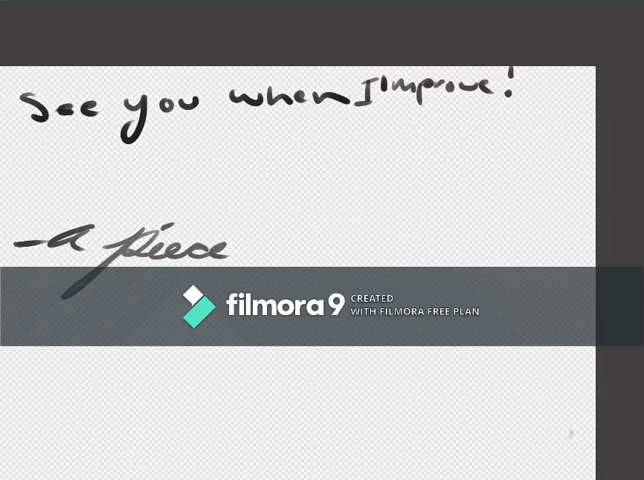 See you when I improve!
-A piece
filmora9 CREATED
WITH FILMORA FREE PLAN